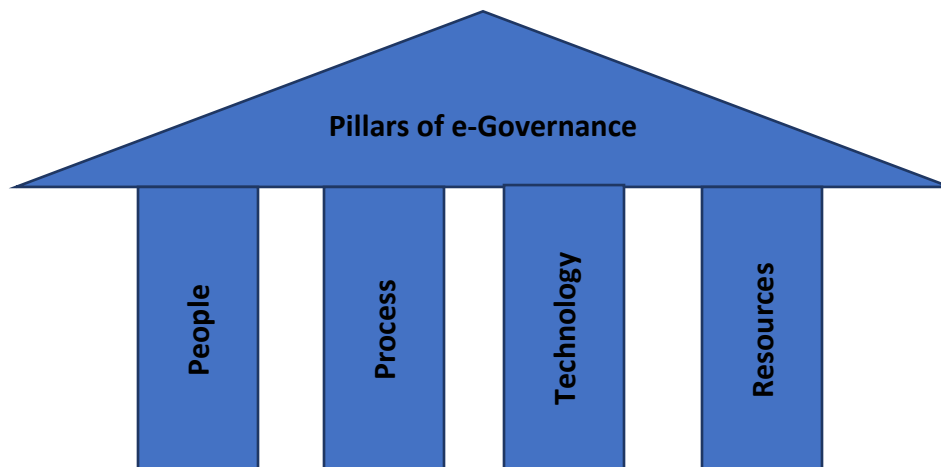 Pillars of e-Governance
People
Process
Technology
Resources